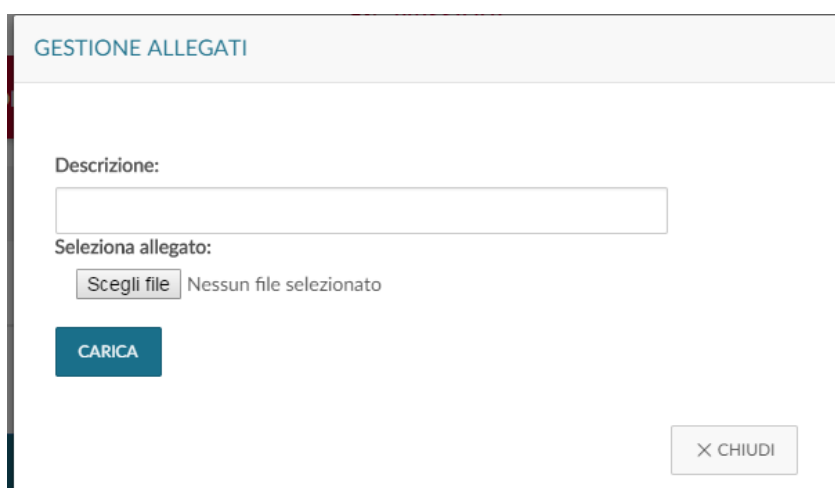 GESTIONE ALLEGATI
Descrizione:
Seleziona allegato:
Scegli file Nessun file selezionato
CARICA
× CHIUDI